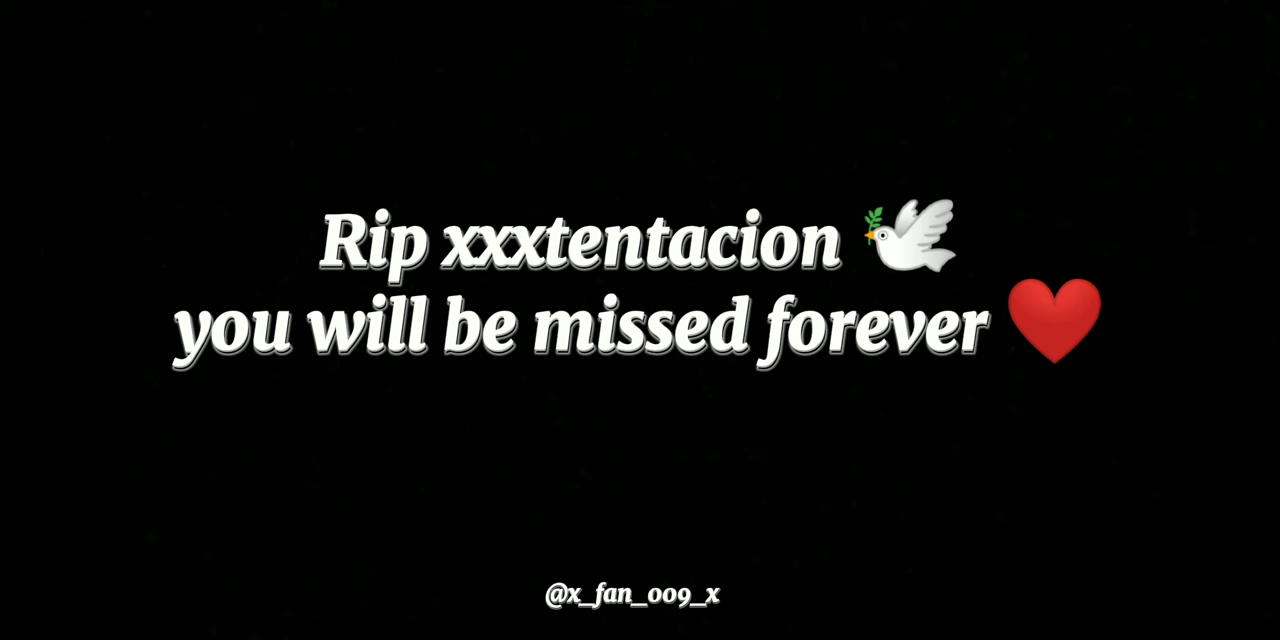 Rip xxxtentacion 🕊️
you will be missed forever ❤️
@x_fan_009_x